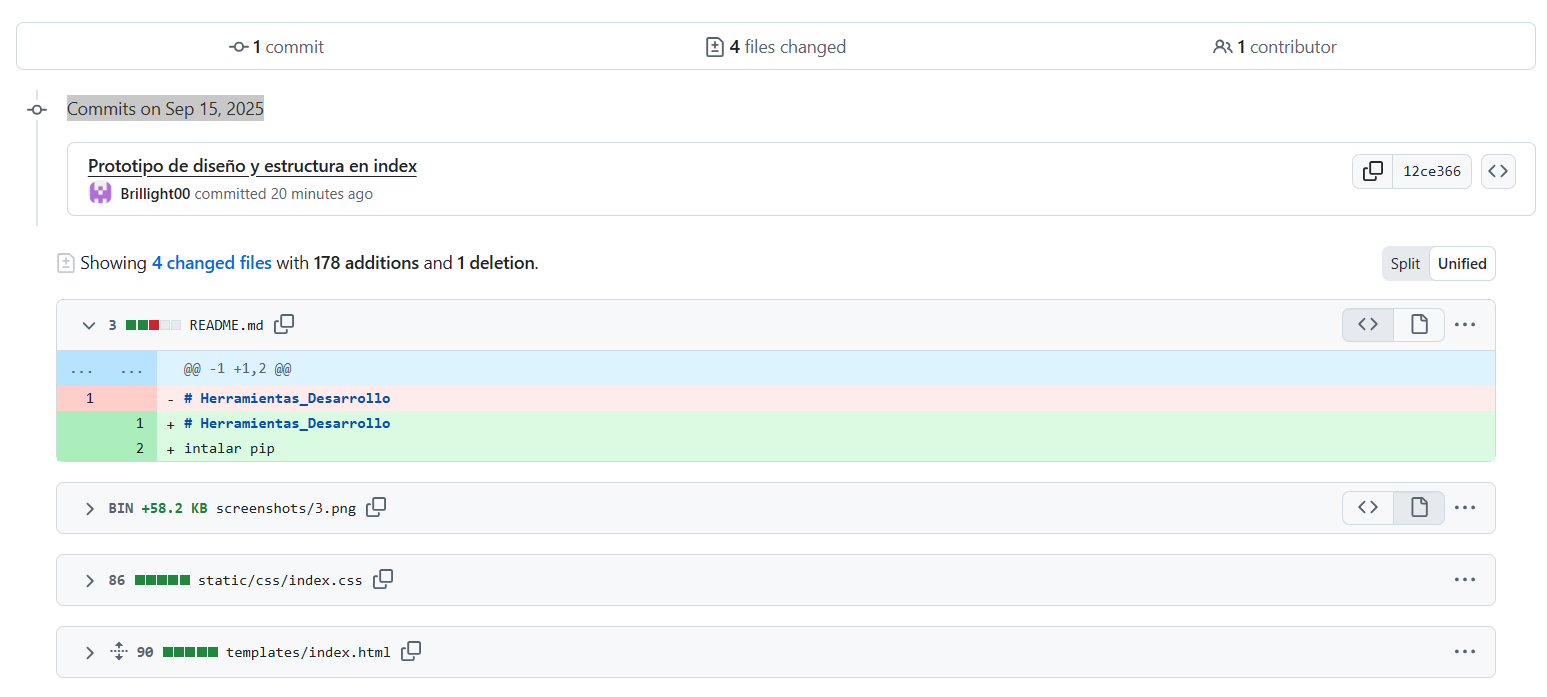 1 commit
4 files changed
1 contributor
Commits on Sep 15, 2025
Prototipo de diseño y estructura en index
Brillight00 committed 20 minutes ago
12ce366
Showing 4 changed files with 178 additions and 1 deletion.
Split Unified
3 README.md
... ... @@ -1 +1,2 @@
1 - # Herramientas_Desarrollo
1 + # Herramientas_Desarrollo
2 + intalar pip
BIN +58.2 KB screenshots/3.png
86 static/css/index.css
90 templates/index.html